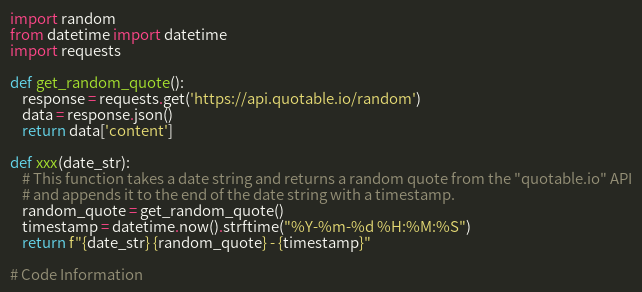 import random
from datetime import datetime
import requests

def get_random_quote():
    response = requests.get('https://api.quotable.io/random')
    data = response.json()
    return data['content']

def xxx(date_str):
    # This function takes a date string and returns a random quote from the "quotable.io" API
    # and appends it to the end of the date string with a timestamp.
    random_quote = get_random_quote()
    timestamp = datetime.now().strftime("%Y-%m-%d %H:%M:%S")
    return f"{date_str} {random_quote} - {timestamp}"

# Code Information